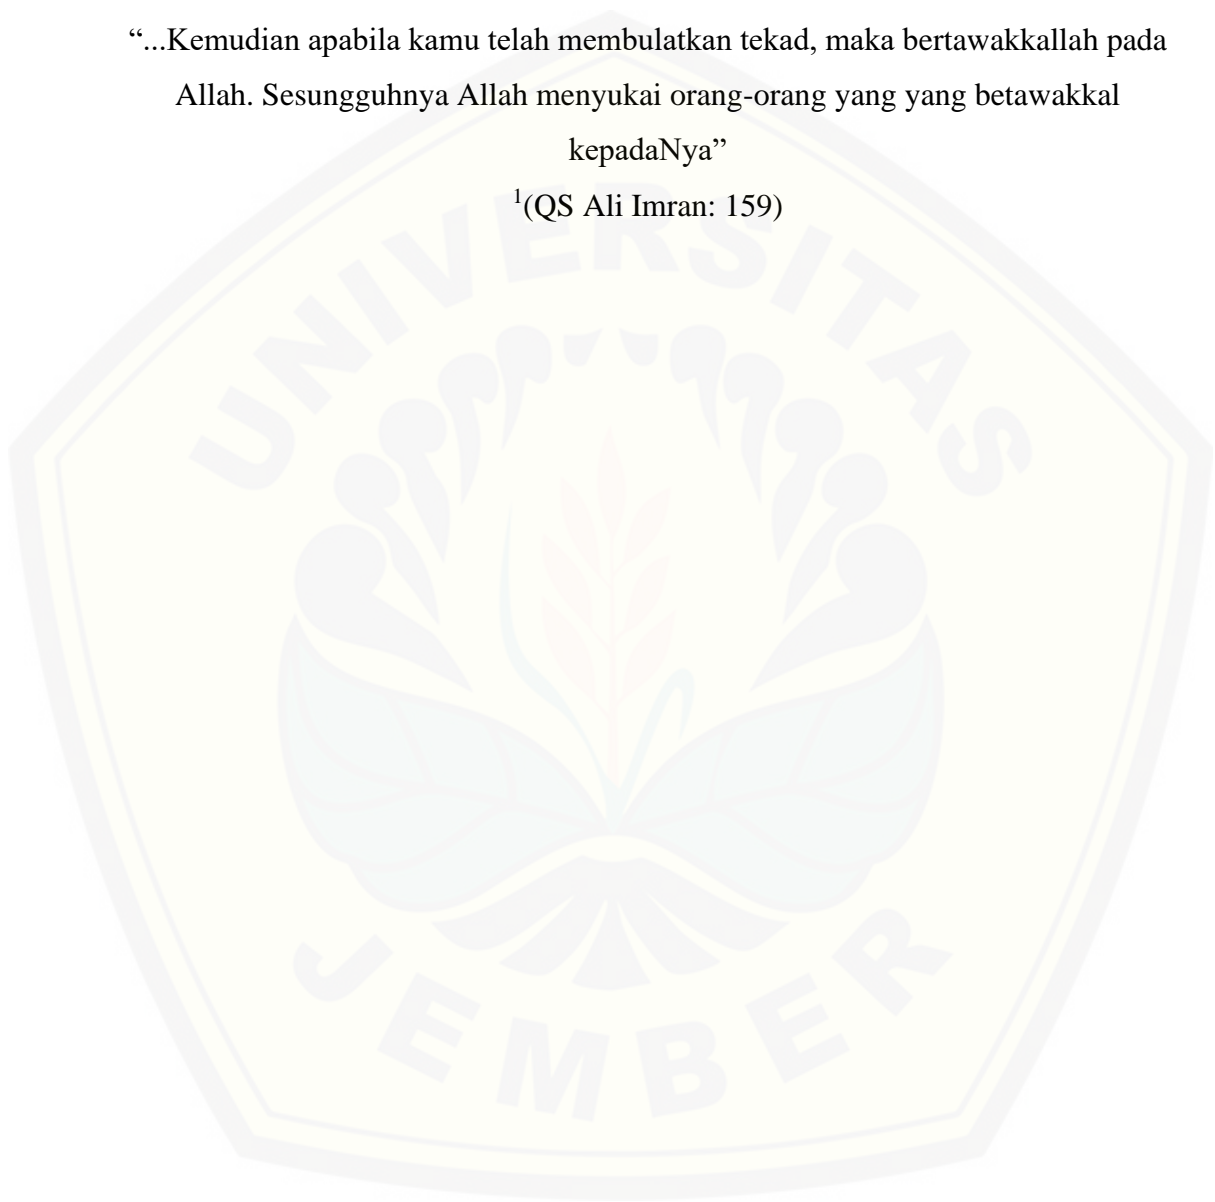 “...Kemudian apabila kamu telah membulatkan tekad, maka bertawakkallah pada
Allah. Sesungguhnya Allah menyukai orang-orang yang yang betawakkal
kepadaNya”
¹(QS Ali Imran: 159)
UNIVERSITAS
JEMBER